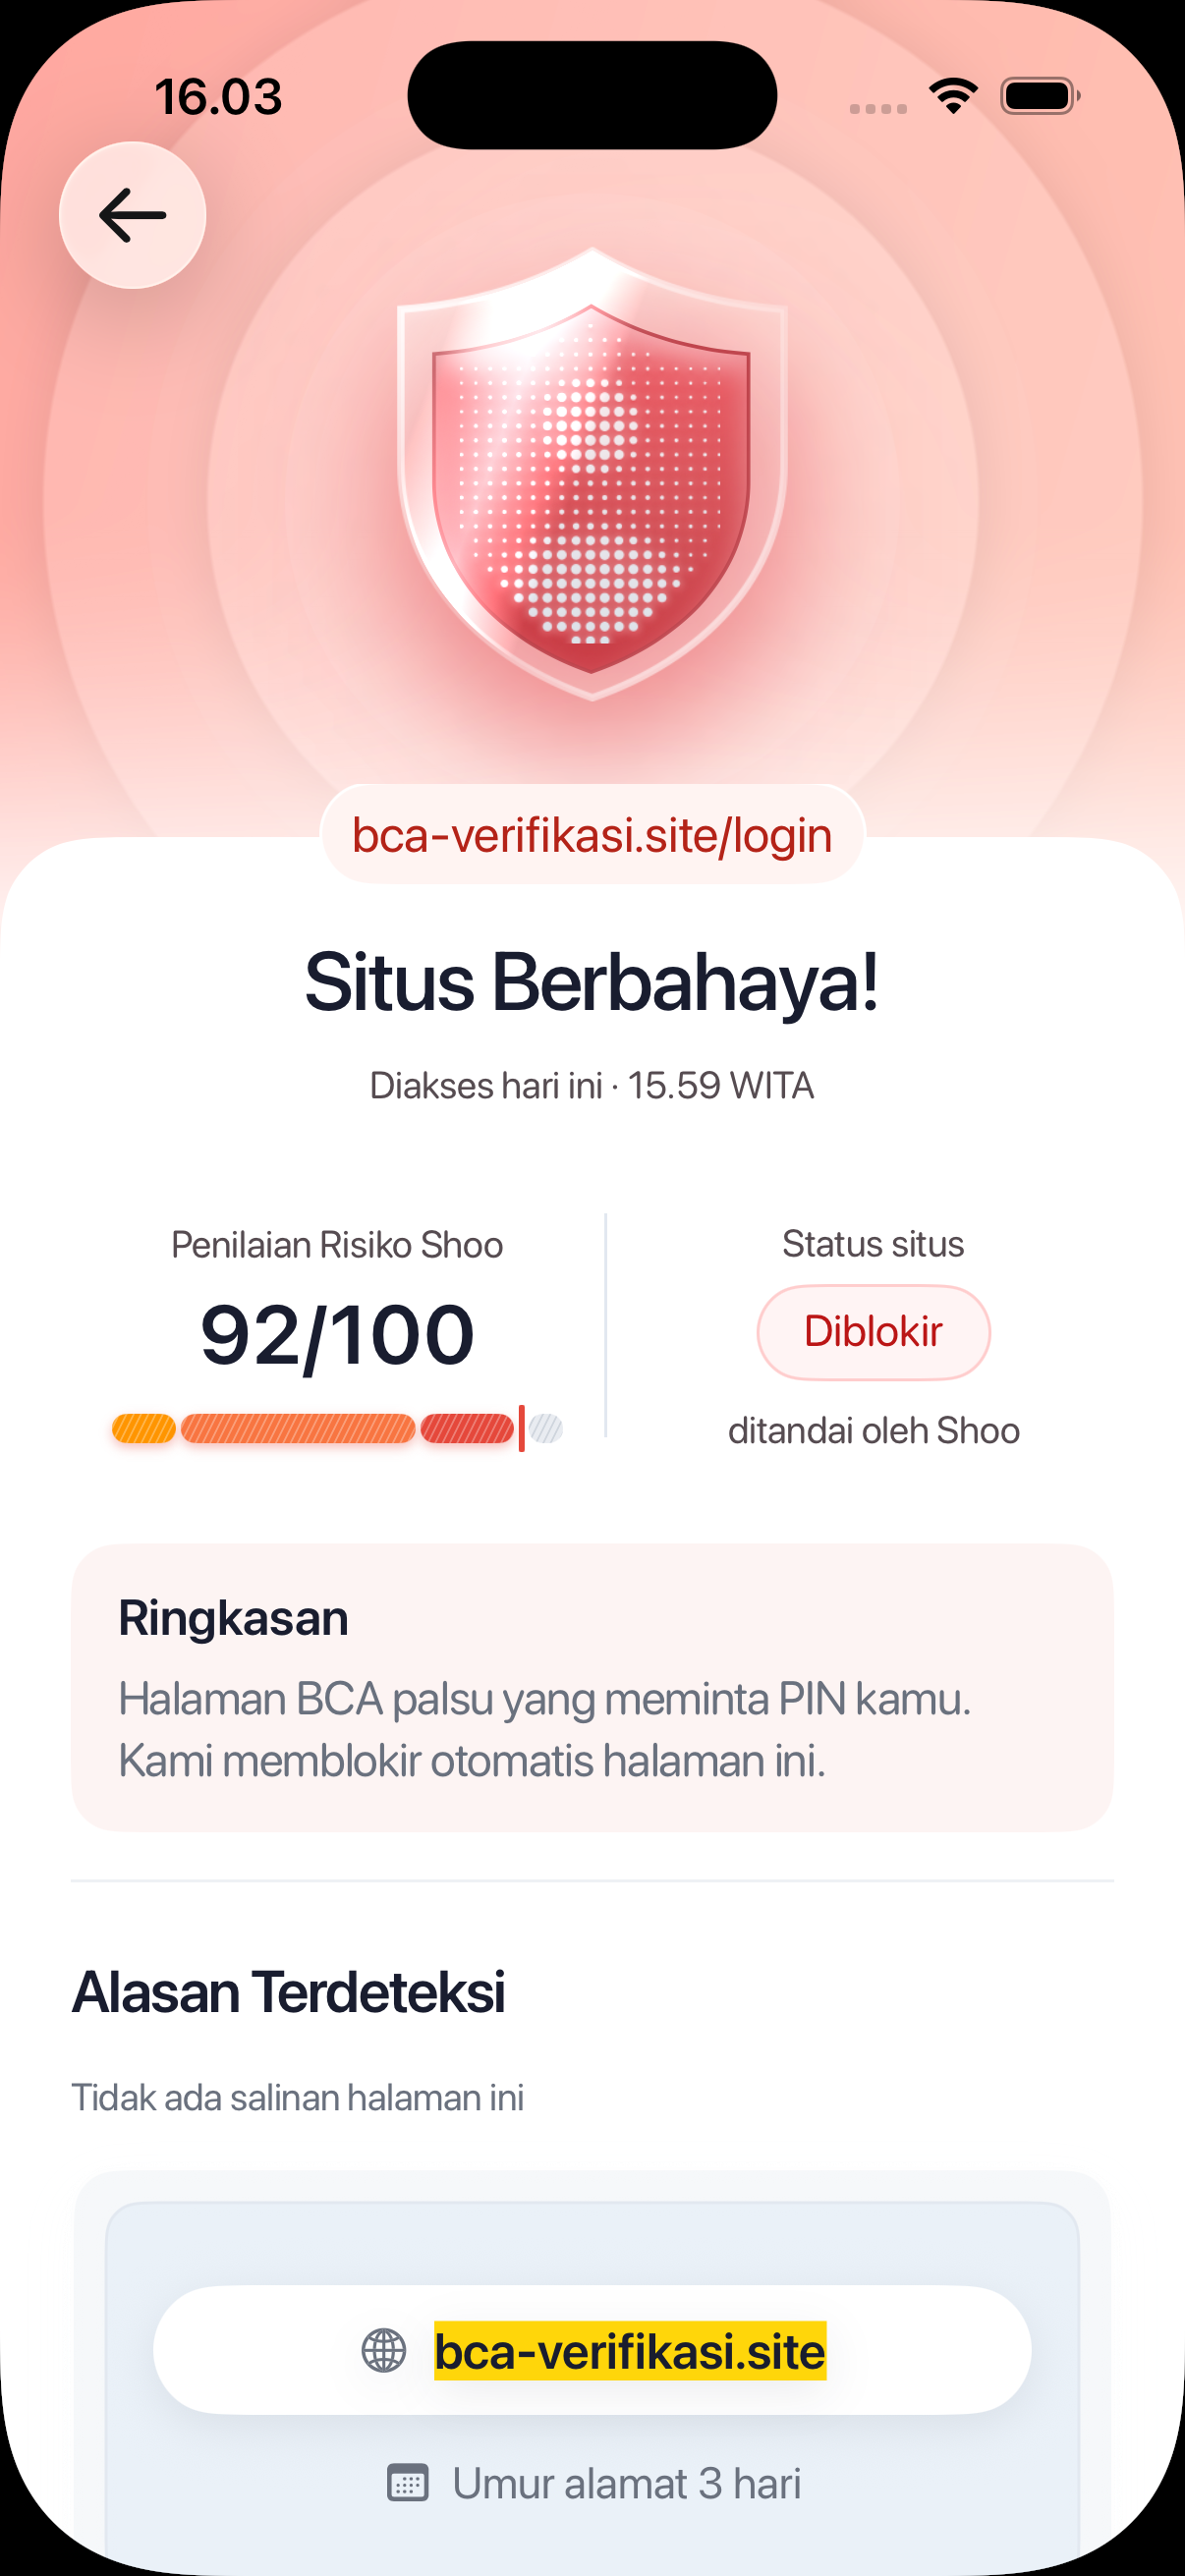 16.03
bca-verifikasi.site/login
Situs Berbahaya!
Diakses hari ini · 15.59 WITA
Penilaian Risiko Shoo
92/100
Status situs
Diblokir
ditandai oleh Shoo
Ringkasan
Halaman BCA palsu yang meminta PIN kamu.
Kami memblokir otomatis halaman ini.
Alasan Terdeteksi
Tidak ada salinan halaman ini
bca-verifikasi.site
Umur alamat 3 hari